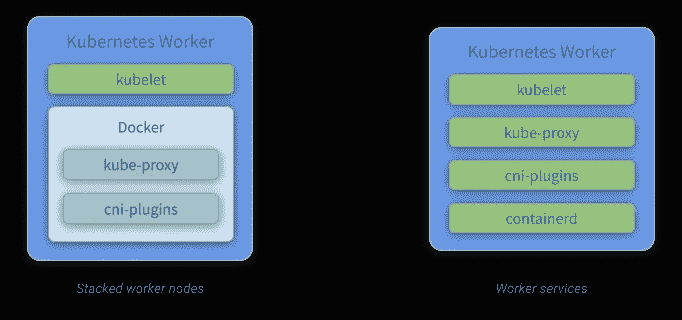 Kubernetes Worker
kubelet
Docker
kube-proxy
cni-plugins
Stacked worker nodes
Kubernetes Worker
kubelet
kube-proxy
cni-plugins
containerd
Worker services